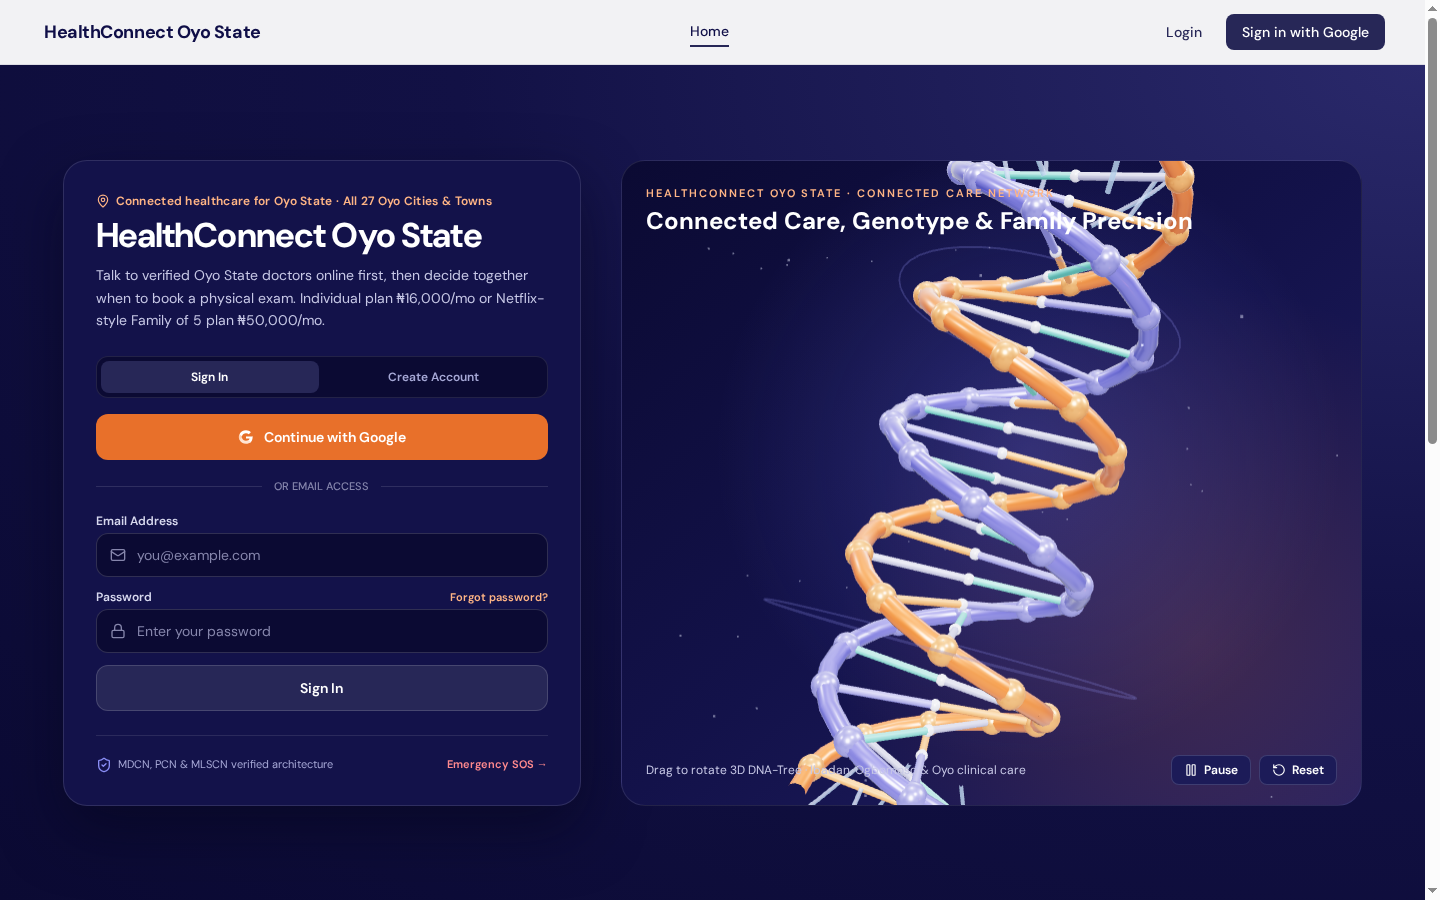 HealthConnect Oyo State
Home
Login
Sign in with Google
Connected healthcare for Oyo State · All 27 Oyo Cities & Towns
HealthConnect Oyo State
Talk to verified Oyo State doctors online first, then decide together
when to book a physical exam. Individual plan ₦16,000/mo or Netflix-
style Family of 5 plan ₦50,000/mo.
Sign In
Create Account
Continue with Google
OR EMAIL ACCESS
Email Address
you@example.com
Password
Forgot password?
Enter your password
Sign In
MDCN, PCN & MLSCN verified architecture
Emergency SOS →
HEALTHCONNECT OYO STATE · CONNECTED CARE NETWORK
Connected Care, Genotype & Family Precision
Drag to rotate 3D DNA-Tree & Oyo clinical care
Pause
Reset